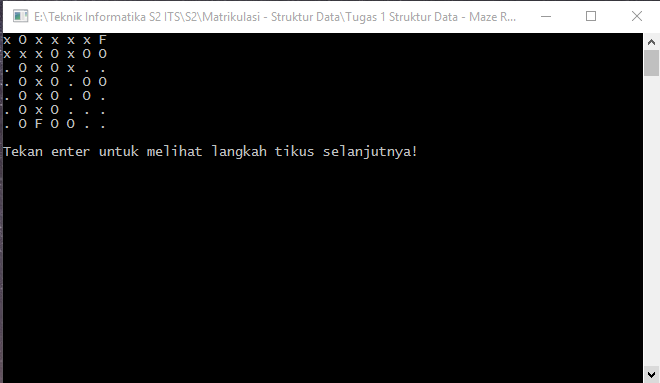 E:\Teknik Informatika S2 ITS\S2\Matrikulasi - Struktur Data\Tugas 1 Struktur Data - Maze R...
x O x x x x F
x x x O x O O
. O x O x . .
. O x O . O O
. O x O . O .
. O x O . . .
. O F O O . .
Tekan enter untuk melihat langkah tikus selanjutnya!